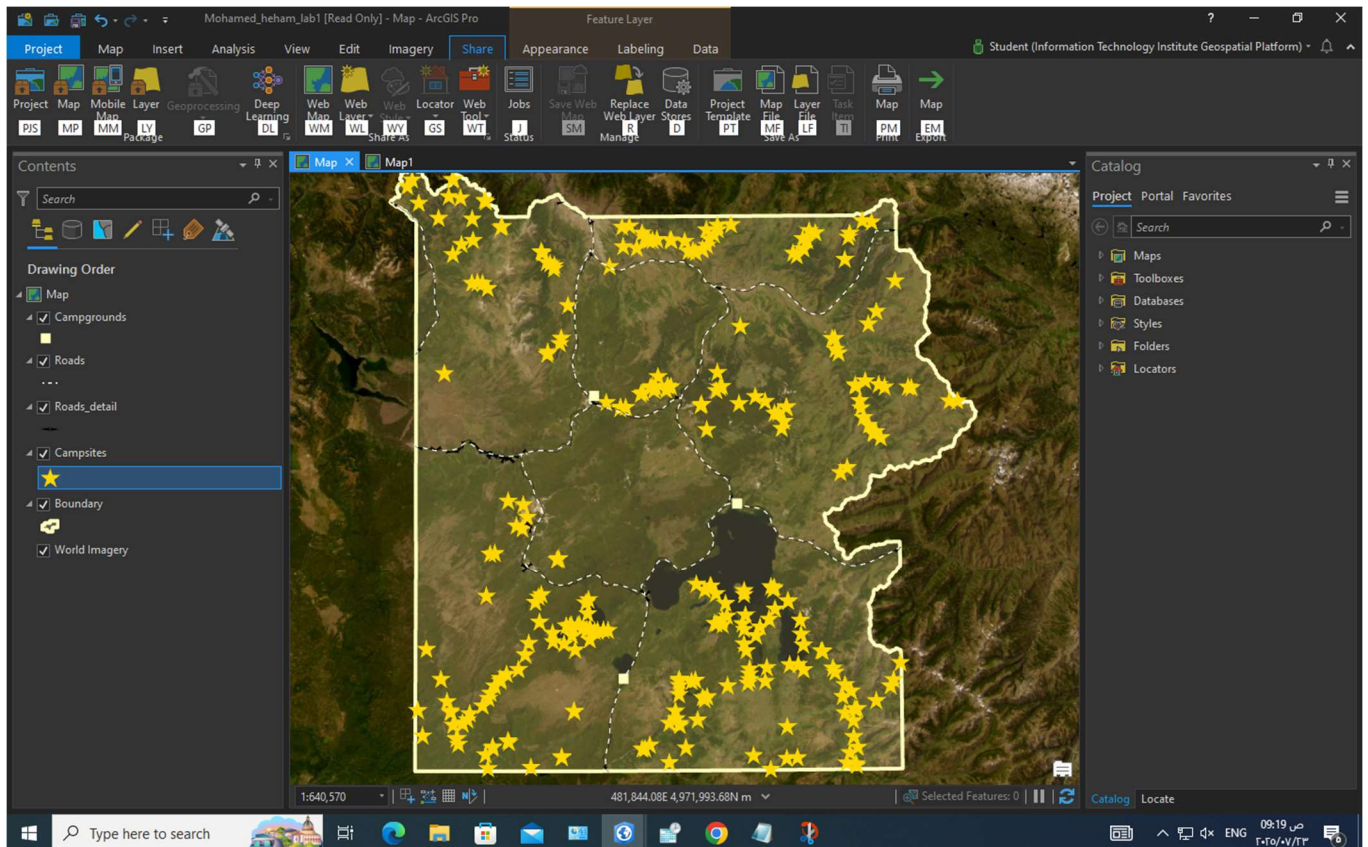 Mohamed_heham_lab1 [Read Only] - Map - ArcGIS Pro
Feature Layer
?
Project Map Insert Analysis View Edit Imagery Share Appearance Labeling Data
Student (Information Technology Institute Geospatial Platform)
Project Map Mobile Map Layer Geoprocessing Deep Learning Web Map Web Layer Web Style Locator Web Tool Jobs Save Web Map Replace Web Layer Data Stores Project Template Map File Layer File Task Item Map Map
PJS MP MM LY GP DL WM WL WY GS WT J SM R D PT MF LF TI PM EM
Package Share As Status Manage Save As Print Export
Contents
Map Map1
Catalog
Search
Project Portal Favorites
Search
Drawing Order
Map
Campgrounds
Roads
Roads_detail
Campsites
Boundary
World Imagery
Maps
Toolboxes
Databases
Styles
Folders
Locators
1:640,570
481,844.08E 4,971,993.68N m
Selected Features: 0
Catalog Locate
Type here to search
ENG
09:19 ص
٢٠٢٥/٠٧/٢٣